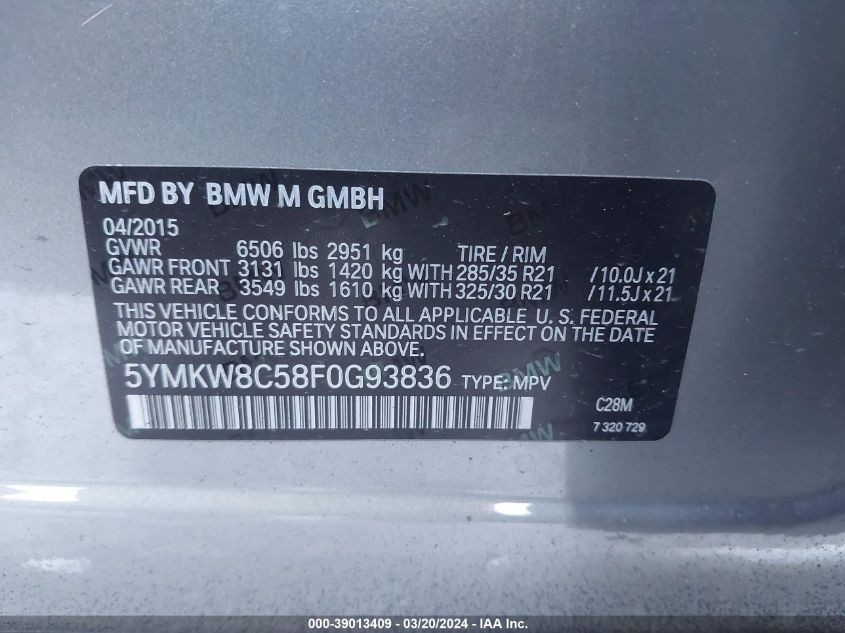 MFD BY BMW M GMBH
04/2015
GVWR 6506 lbs 2951 kg TIRE / RIM
GAWR FRONT 3131 lbs 1420 kg WITH 285/35 R21 /10.0J x 21
GAWR REAR 3549 lbs 1610 kg WITH 325/30 R21 /11.5J x 21
THIS VEHICLE CONFORMS TO ALL APPLICABLE U. S. FEDERAL
MOTOR VEHICLE SAFETY STANDARDS IN EFFECT ON THE DATE
OF MANUFACTURE SHOWN ABOVE.
5YMKW8C58F0G93836 TYPE: MPV
C28M
7 320 729
000-39013409 - 03/20/2024 - IAA Inc.